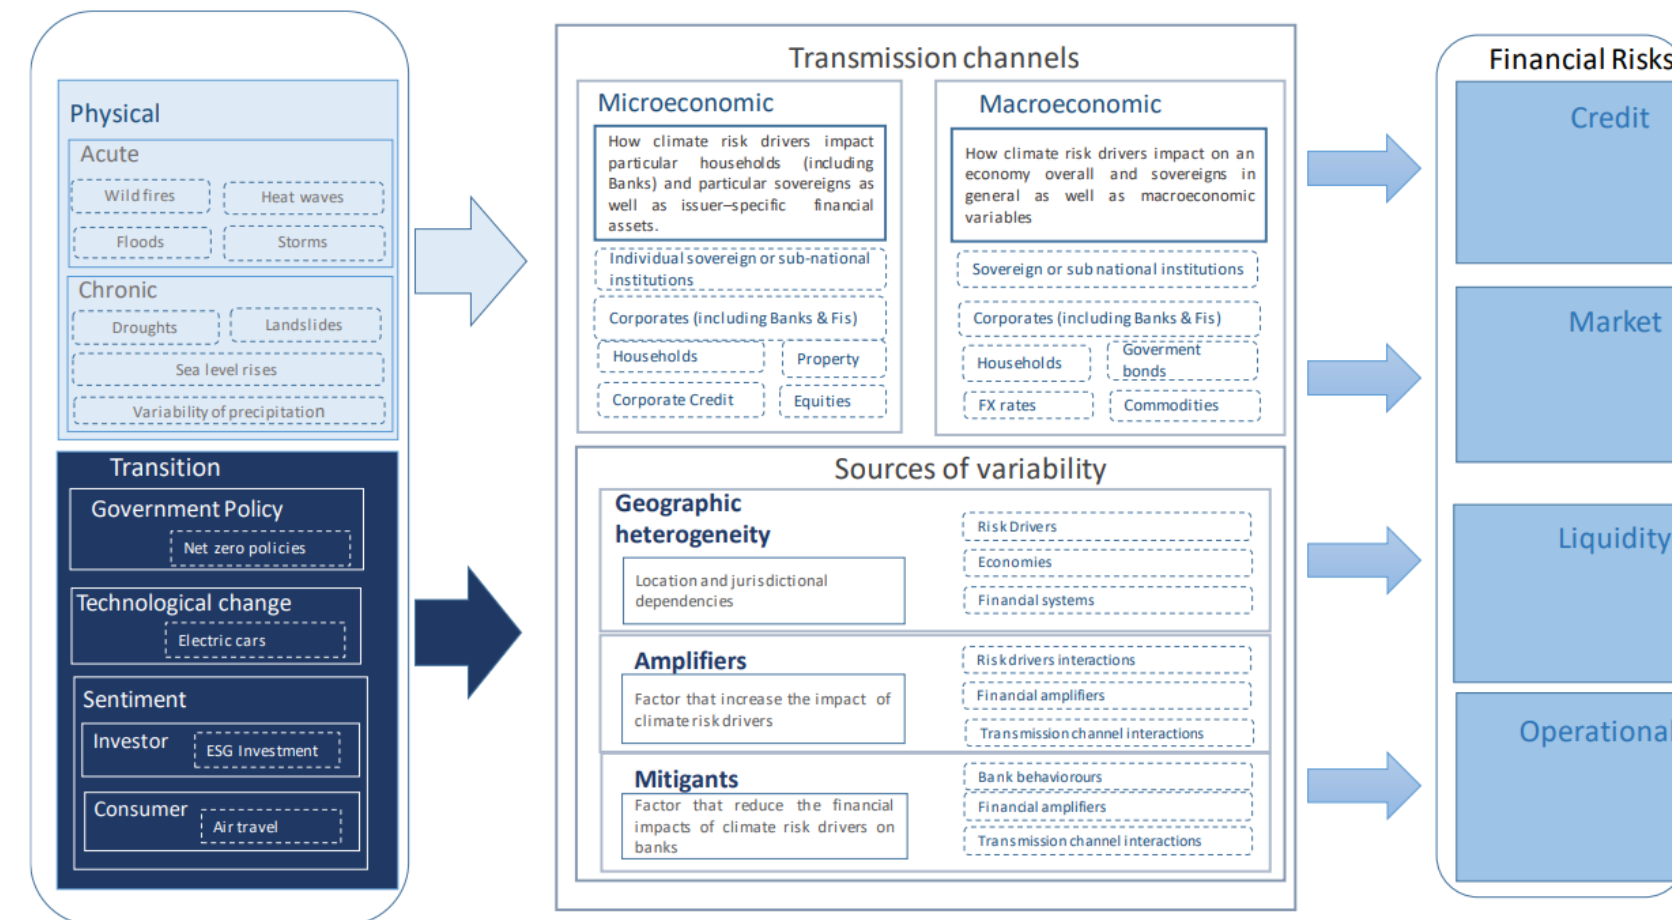 Physical
Acute
Wildfires
Heat waves
Floods
Storms
Chronic
Droughts
Landslides
Sea level rises
Variability of precipitation
Transition
Government Policy
Net zero policies
Technological change
Electric cars
Sentiment
Investor
ESG Investment
Consumer
Air travel
Transmission channels
Microeconomic
How climate risk drivers impact
particular households (including
Banks) and particular sovereigns as
well as issuer–specific financial
assets.
Individual sovereign or sub-national
institutions
Corporates (including Banks & Fis)
Households
Property
Corporate Credit
Equities
Macroeconomic
How climate risk drivers impact on an
economy overall and sovereigns in
general as well as macroeconomic
variables
Sovereign or sub national institutions
Corporates (including Banks & Fis)
Households
Goverment
bonds
FX rates
Commodities
Sources of variability
Geographic
heterogeneity
Location and jurisdictional
dependencies
Risk Drivers
Economies
Financial systems
Amplifiers
Factor that increase the impact of
climate risk drivers
Risk drivers interactions
Financial amplifiers
Transmission channel interactions
Mitigants
Factor that reduce the financial
impacts of climate risk drivers on
banks
Bank behaviorours
Financial amplifiers
Transmission channel interactions
Financial Risks
Credit
Market
Liquidity
Operational